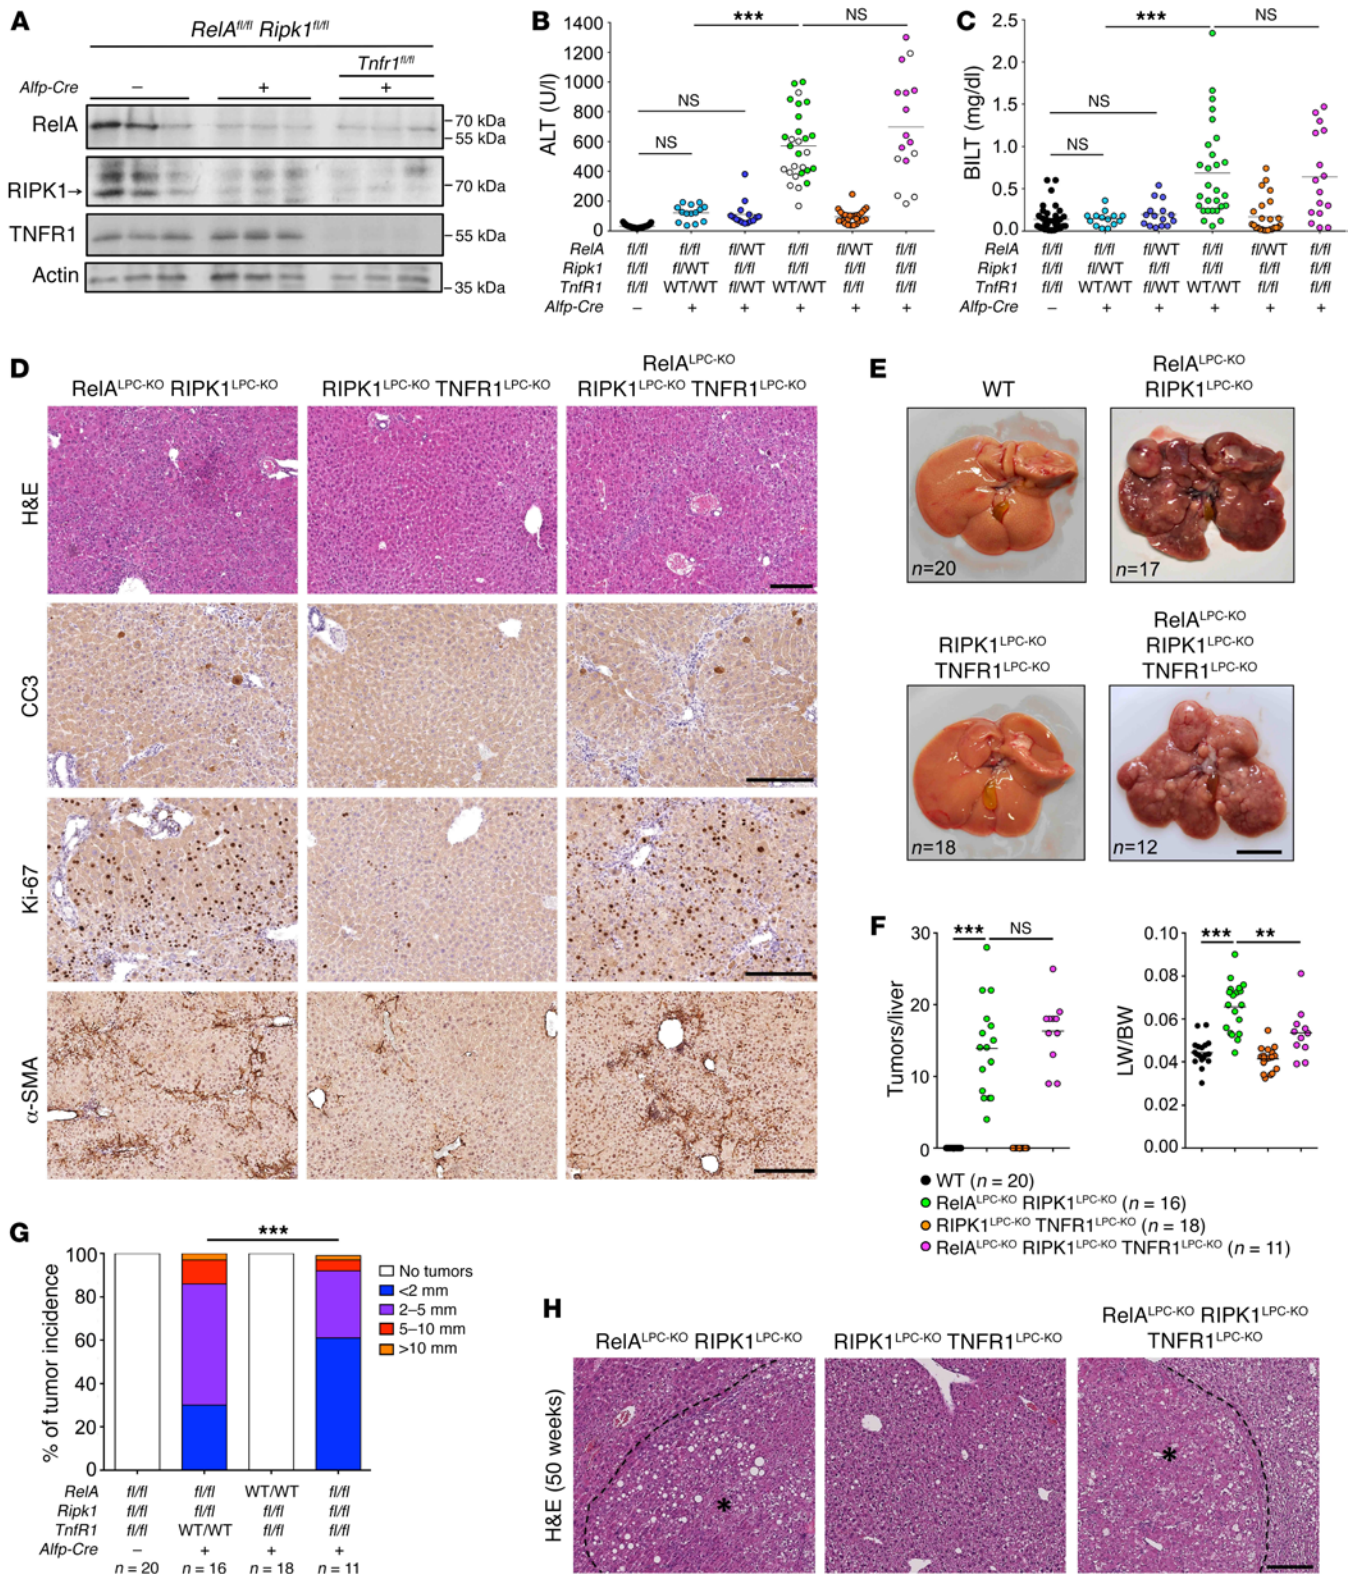 A
RelAfl/fl Ripk1fl/fl
Tnfr1fl/fl
Alfp-Cre – + +
RelA
70 kDa
55 kDa
RIPK1→
70 kDa
TNFR1
55 kDa
Actin
35 kDa
B
*** NS
NS
NS
ALT (U/l)
1400
1200
1000
800
600
400
200
0
RelA fl/fl fl/fl fl/WT fl/fl fl/WT fl/fl
Ripk1 fl/fl fl/WT fl/fl fl/fl fl/fl fl/fl
TnfR1 fl/fl WT/WT fl/WT WT/WT fl/fl fl/fl
Alfp-Cre – + + + + +
C
*** NS
NS
NS
BILT (mg/dl)
2.5
2.0
1.5
1.0
0.5
0.0
RelA fl/fl fl/fl fl/WT fl/fl fl/WT fl/fl
Ripk1 fl/fl fl/WT fl/fl fl/fl fl/fl fl/fl
TnfR1 fl/fl WT/WT fl/WT WT/WT fl/fl fl/fl
Alfp-Cre – + + + + +
D
RelALPC-KO RIPK1LPC-KO
RIPK1LPC-KO TNFR1LPC-KO
RelALPC-KO
RIPK1LPC-KO TNFR1LPC-KO
H&E
CC3
Ki-67
α-SMA
E
WT
n=20
RelALPC-KO
RIPK1LPC-KO
n=17
RIPK1LPC-KO
TNFR1LPC-KO
n=18
RelALPC-KO
RIPK1LPC-KO
TNFR1LPC-KO
n=12
F
*** NS
Tumors/liver
30
20
10
0
*** **
LW/BW
0.10
0.08
0.06
0.04
0.02
0.00
WT (n = 20)
RelALPC-KO RIPK1LPC-KO (n = 16)
RIPK1LPC-KO TNFR1LPC-KO (n = 18)
RelALPC-KO RIPK1LPC-KO TNFR1LPC-KO (n = 11)
G
***
% of tumor incidence
100
80
60
40
20
0
No tumors
<2 mm
2–5 mm
5–10 mm
>10 mm
RelA fl/fl fl/fl WT/WT fl/fl
Ripk1 fl/fl fl/fl fl/fl fl/fl
TnfR1 fl/fl WT/WT fl/fl fl/fl
Alfp-Cre – + + +
n = 20 n = 16 n = 18 n = 11
H
RelALPC-KO RIPK1LPC-KO
RIPK1LPC-KO TNFR1LPC-KO
RelALPC-KO RIPK1LPC-KO
TNFR1LPC-KO
H&E (50 weeks)
*
*